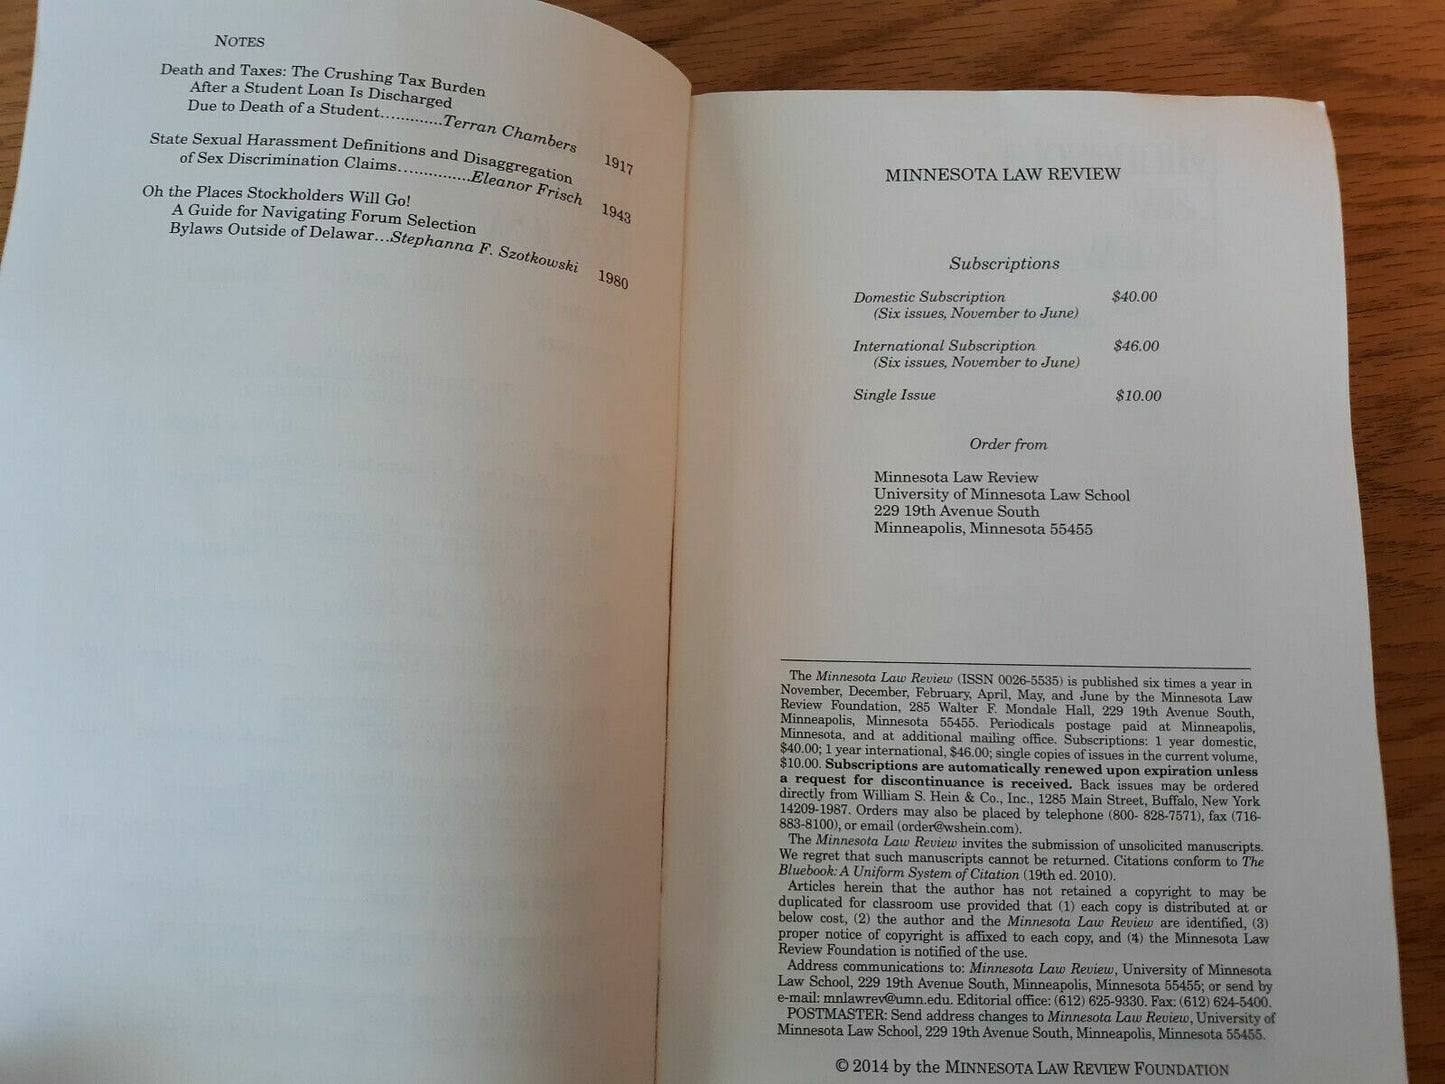 NOTES
Death and Taxes: The Crushing Tax Burden
After a Student Loan Is Discharged
Due to Death of a Student.............Terran Chambers 1917
State Sexual Harassment Definitions and Disaggregation
of Sex Discrimination Claims...............Eleanor Frisch 1943
Oh the Places Stockholders Will Go!
A Guide for Navigating Forum Selection
Bylaws Outside of Delawar...Stephanna F. Szotkowski 1980
MINNESOTA LAW REVIEW
Subscriptions
Domestic Subscription $40.00
(Six issues, November to June)
International Subscription $46.00
(Six issues, November to June)
Single Issue $10.00
Order from
Minnesota Law Review
University of Minnesota Law School
229 19th Avenue South
Minneapolis, Minnesota 55455
The Minnesota Law Review (ISSN 0026-5535) is published six times a year in
November, December, February, April, May, and June by the Minnesota Law
Review Foundation, 285 Walter F. Mondale Hall, 229 19th Avenue South,
Minneapolis, Minnesota 55455. Periodicals postage paid at Minneapolis,
Minnesota, and at additional mailing office. Subscriptions: 1 year domestic,
$40.00; 1 year international, $46.00; single copies of issues in the current volume,
$10.00. Subscriptions are automatically renewed upon expiration unless
a request for discontinuance is received. Back issues may be ordered
directly from William S. Hein & Co., Inc., 1285 Main Street, Buffalo, New York
14209-1987. Orders may also be placed by telephone (800- 828-7571), fax (716-
883-8100), or email (order@wshein.com).
The Minnesota Law Review invites the submission of unsolicited manuscripts.
We regret that such manuscripts cannot be returned. Citations conform to The
Bluebook: A Uniform System of Citation (19th ed. 2010).
Articles herein that the author has not retained a copyright to may be
duplicated for classroom use provided that (1) each copy is distributed at or
below cost, (2) the author and the Minnesota Law Review are identified, (3)
proper notice of copyright is affixed to each copy, and (4) the Minnesota Law
Review Foundation is notified of the use.
Address communications to: Minnesota Law Review, University of Minnesota
Law School, 229 19th Avenue South, Minneapolis, Minnesota 55455; or send by
e-mail: mnlawrev@umn.edu. Editorial office: (612) 625-9330. Fax: (612) 624-5400.
POSTMASTER: Send address changes to Minnesota Law Review, University of
Minnesota Law School, 229 19th Avenue South, Minneapolis, Minnesota 55455.
© 2014 by the MINNESOTA LAW REVIEW FOUNDATION